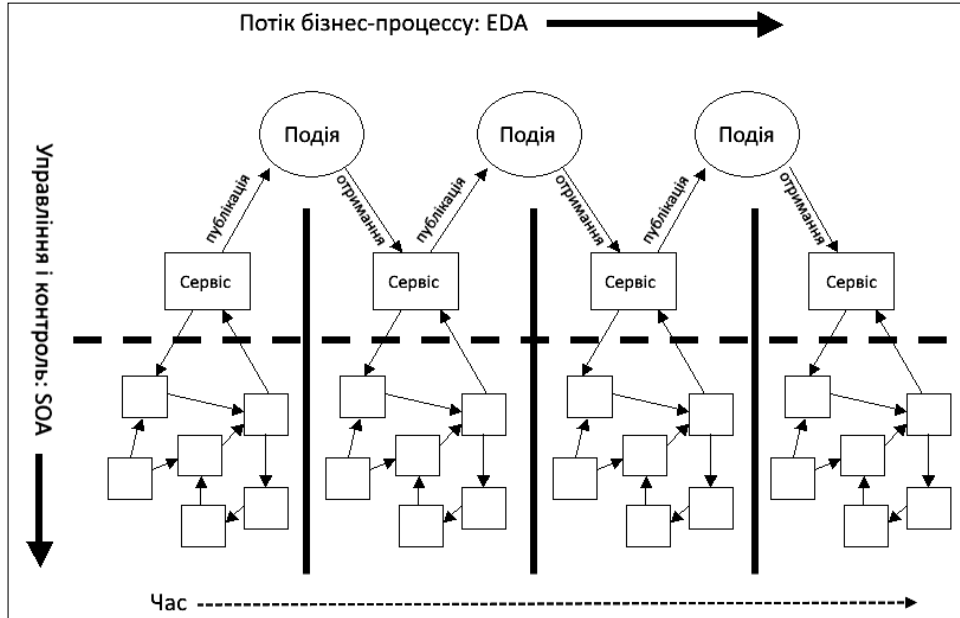 Потік бізнес-процессу: EDA
Управління і контроль: SOA
Подія
Подія
Подія
публікація
отримання
публікація
отримання
публікація
отримання
Сервіс
Сервіс
Сервіс
Сервіс
Час